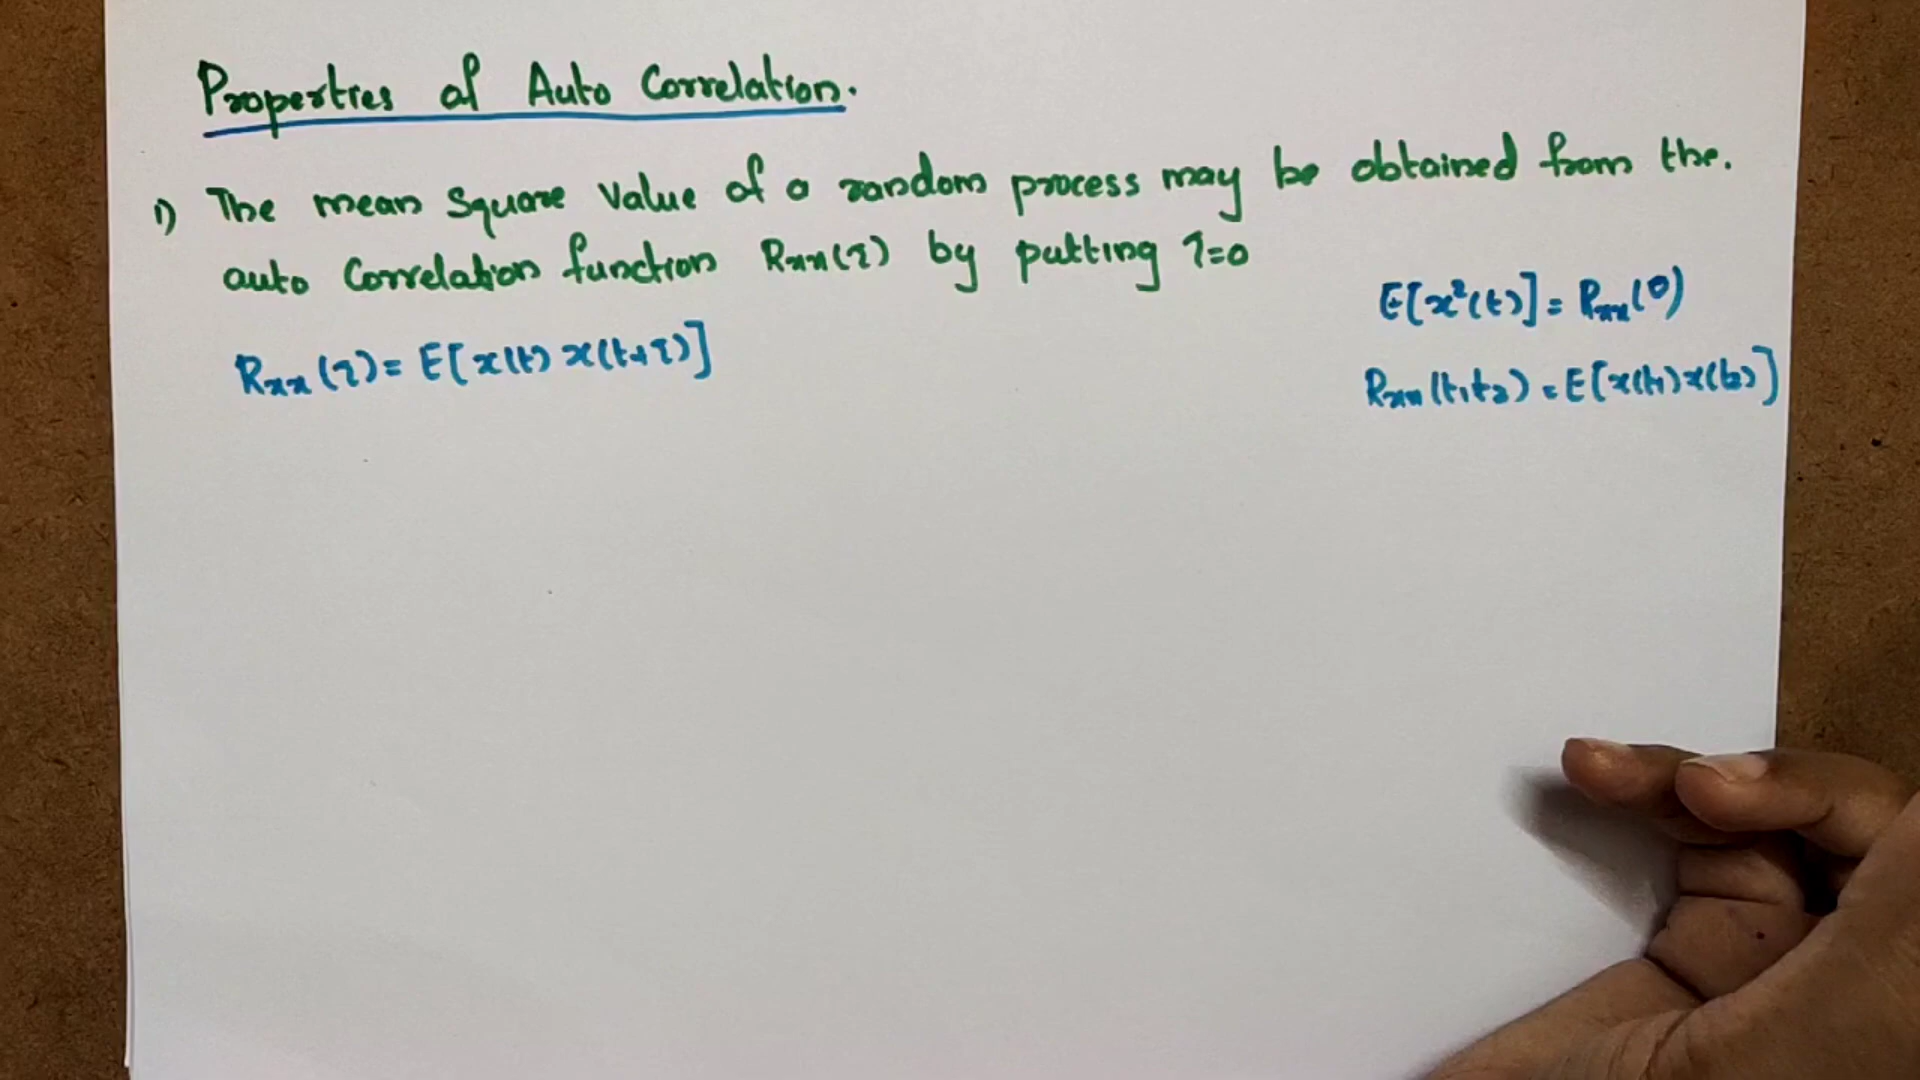 Properties of Auto Correlation.
1) The mean square value of a random process may be obtained from the.
auto Correlation function Rxx(τ) by putting τ=0
E[x²(t)] = Rxx(0)
Rxx(τ) = E[x(t) x(t+τ)]
Rxx(t1,t2) = E[x(t1) x(t2)]